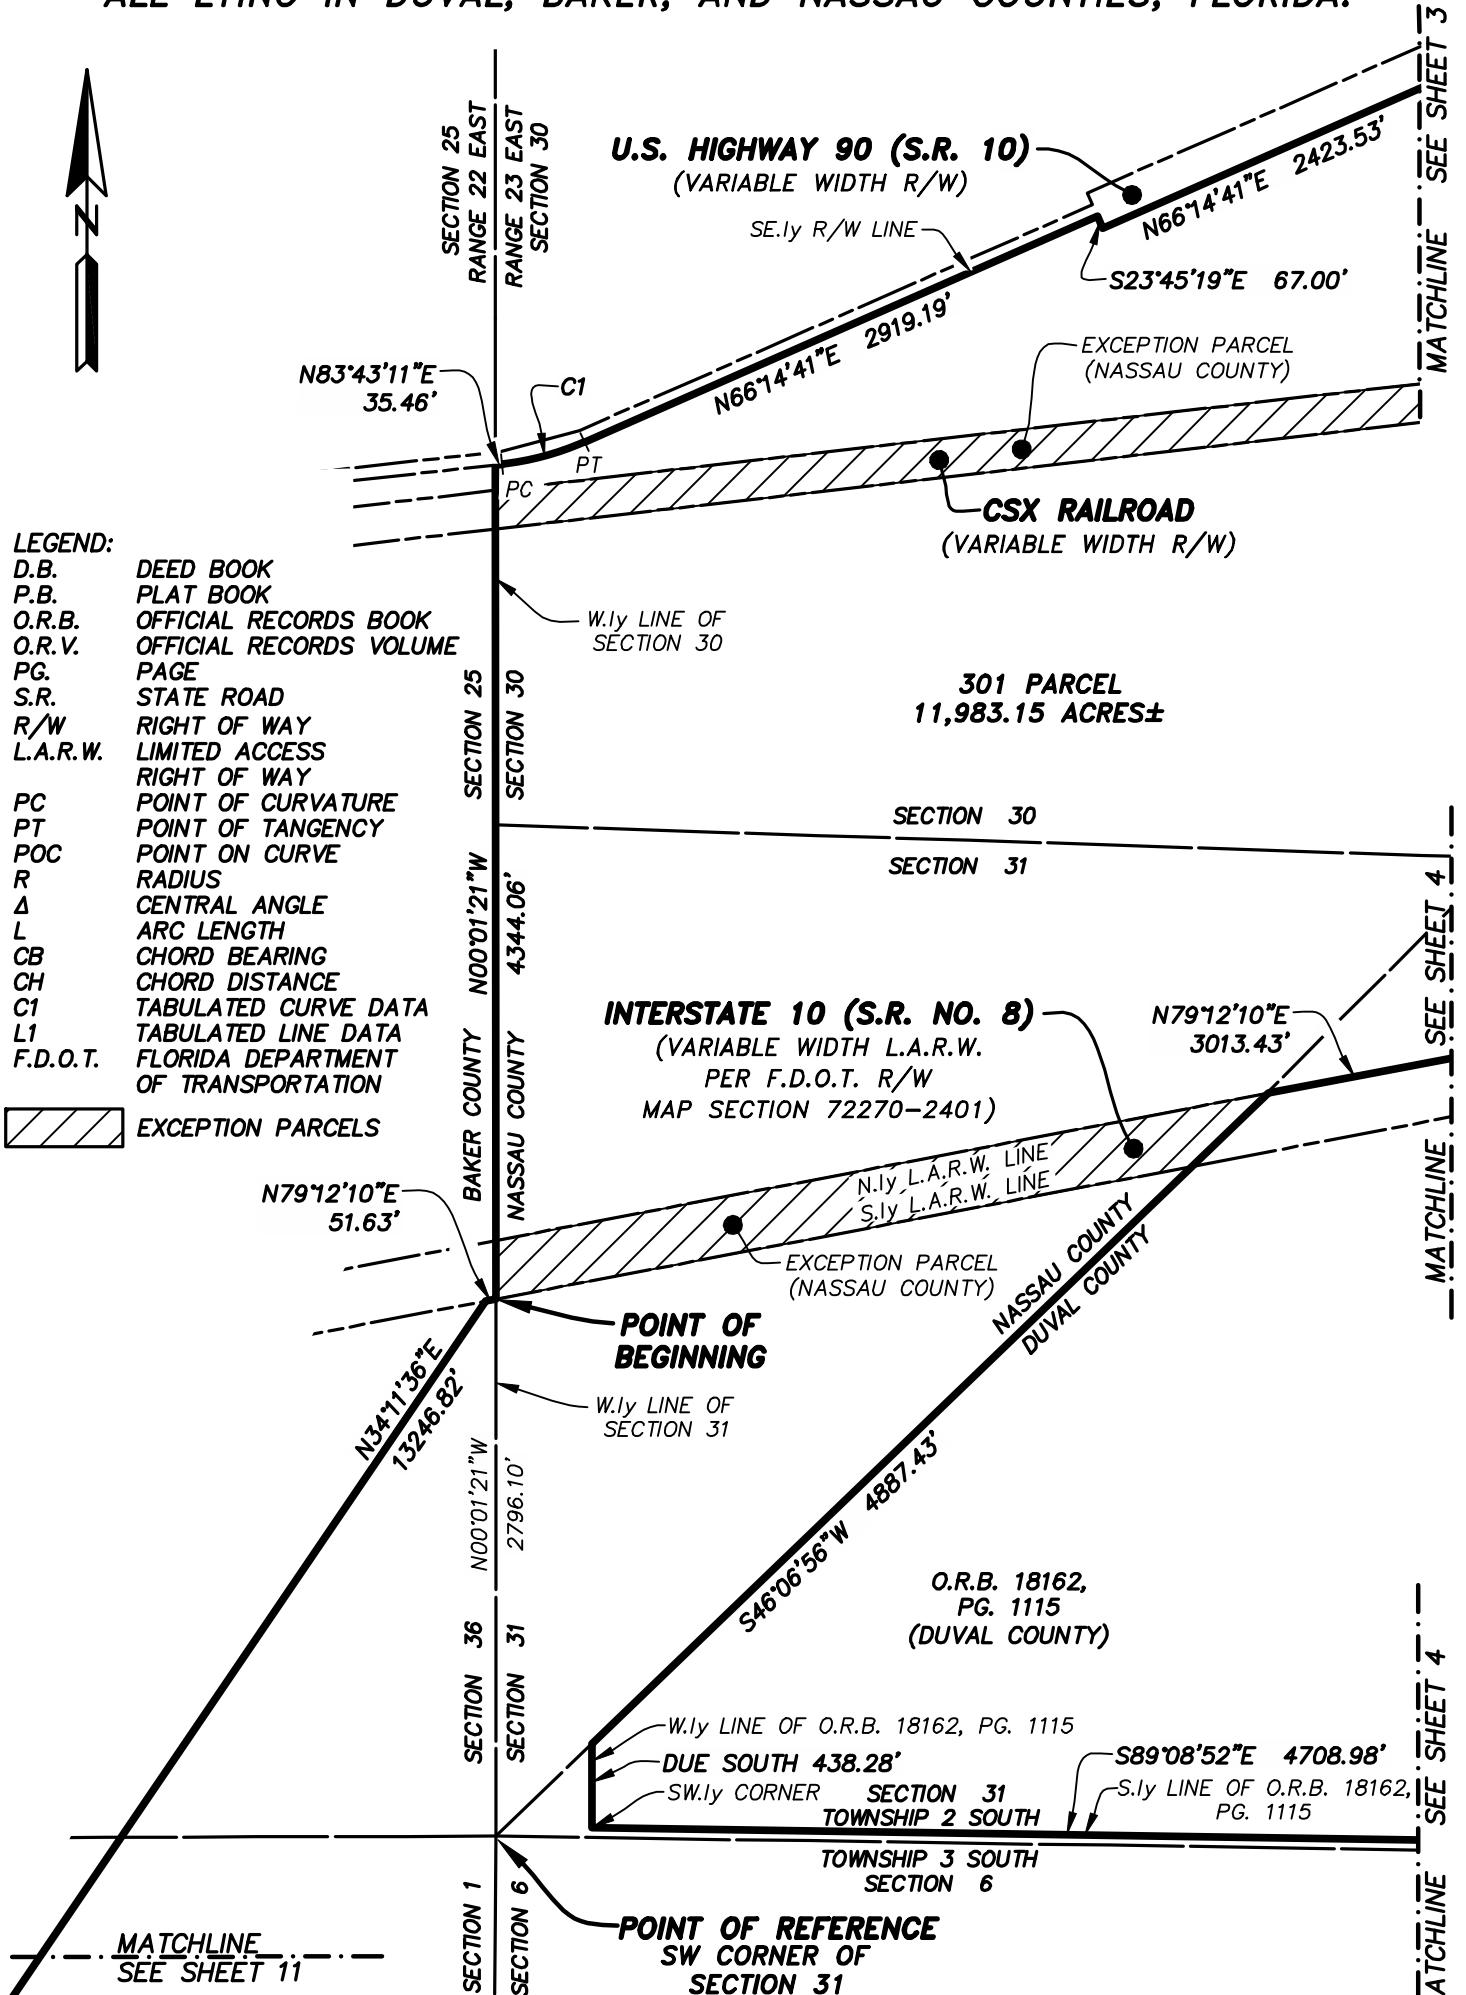 ALL LYING IN DUVAL, BAKER, AND NASSAU COUNTIES, FLORIDA.
N
SECTION 25
RANGE 22 EAST
RANGE 23 EAST
SECTION 30
U.S. HIGHWAY 90 (S.R. 10)
(VARIABLE WIDTH R/W)
SE.ly R/W LINE
N66°14'41"E 2423.53'
MATCHLINE SEE SHEET 3
S23°45'19"E 67.00'
N66°14'41"E 2919.19'
EXCEPTION PARCEL
(NASSAU COUNTY)
N83°43'11"E
35.46'
C1
PT
PC
CSX RAILROAD
(VARIABLE WIDTH R/W)
LEGEND:
D.B. DEED BOOK
P.B. PLAT BOOK
O.R.B. OFFICIAL RECORDS BOOK
O.R.V. OFFICIAL RECORDS VOLUME
PG. PAGE
S.R. STATE ROAD
R/W RIGHT OF WAY
L.A.R.W. LIMITED ACCESS
RIGHT OF WAY
PC POINT OF CURVATURE
PT POINT OF TANGENCY
POC POINT ON CURVE
R RADIUS
Δ CENTRAL ANGLE
L ARC LENGTH
CB CHORD BEARING
CH CHORD DISTANCE
C1 TABULATED CURVE DATA
L1 TABULATED LINE DATA
F.D.O.T. FLORIDA DEPARTMENT
OF TRANSPORTATION
EXCEPTION PARCELS
W.ly LINE OF
SECTION 30
SECTION 25
SECTION 30
301 PARCEL
11,983.15 ACRES±
SECTION 30
SECTION 31
N00°01'21"W
4344.06'
BAKER COUNTY
NASSAU COUNTY
INTERSTATE 10 (S.R. NO. 8)
(VARIABLE WIDTH L.A.R.W.
PER F.D.O.T. R/W
MAP SECTION 72270-2401)
N79°12'10"E
3013.43'
MATCHLINE SEE SHEET 4
N.ly L.A.R.W. LINE
S.ly L.A.R.W. LINE
N79°12'10"E
51.63'
EXCEPTION PARCEL
(NASSAU COUNTY)
NASSAU COUNTY
DUVAL COUNTY
POINT OF
BEGINNING
N34°11'36"E
13246.82'
W.ly LINE OF
SECTION 31
N00°01'21"W
2796.10'
S46°06'56"W 4887.43'
O.R.B. 18162,
PG. 1115
(DUVAL COUNTY)
SECTION 36
SECTION 31
W.ly LINE OF O.R.B. 18162, PG. 1115
DUE SOUTH 438.28'
SW.ly CORNER
SECTION 31
TOWNSHIP 2 SOUTH
S89°08'52"E 4708.98'
S.ly LINE OF O.R.B. 18162,
PG. 1115
TOWNSHIP 3 SOUTH
SECTION 6
ATCHLINE SEE SHEET 4
SECTION 1
SECTION 6
POINT OF REFERENCE
SW CORNER OF
SECTION 31
MATCHLINE
SEE SHEET 11